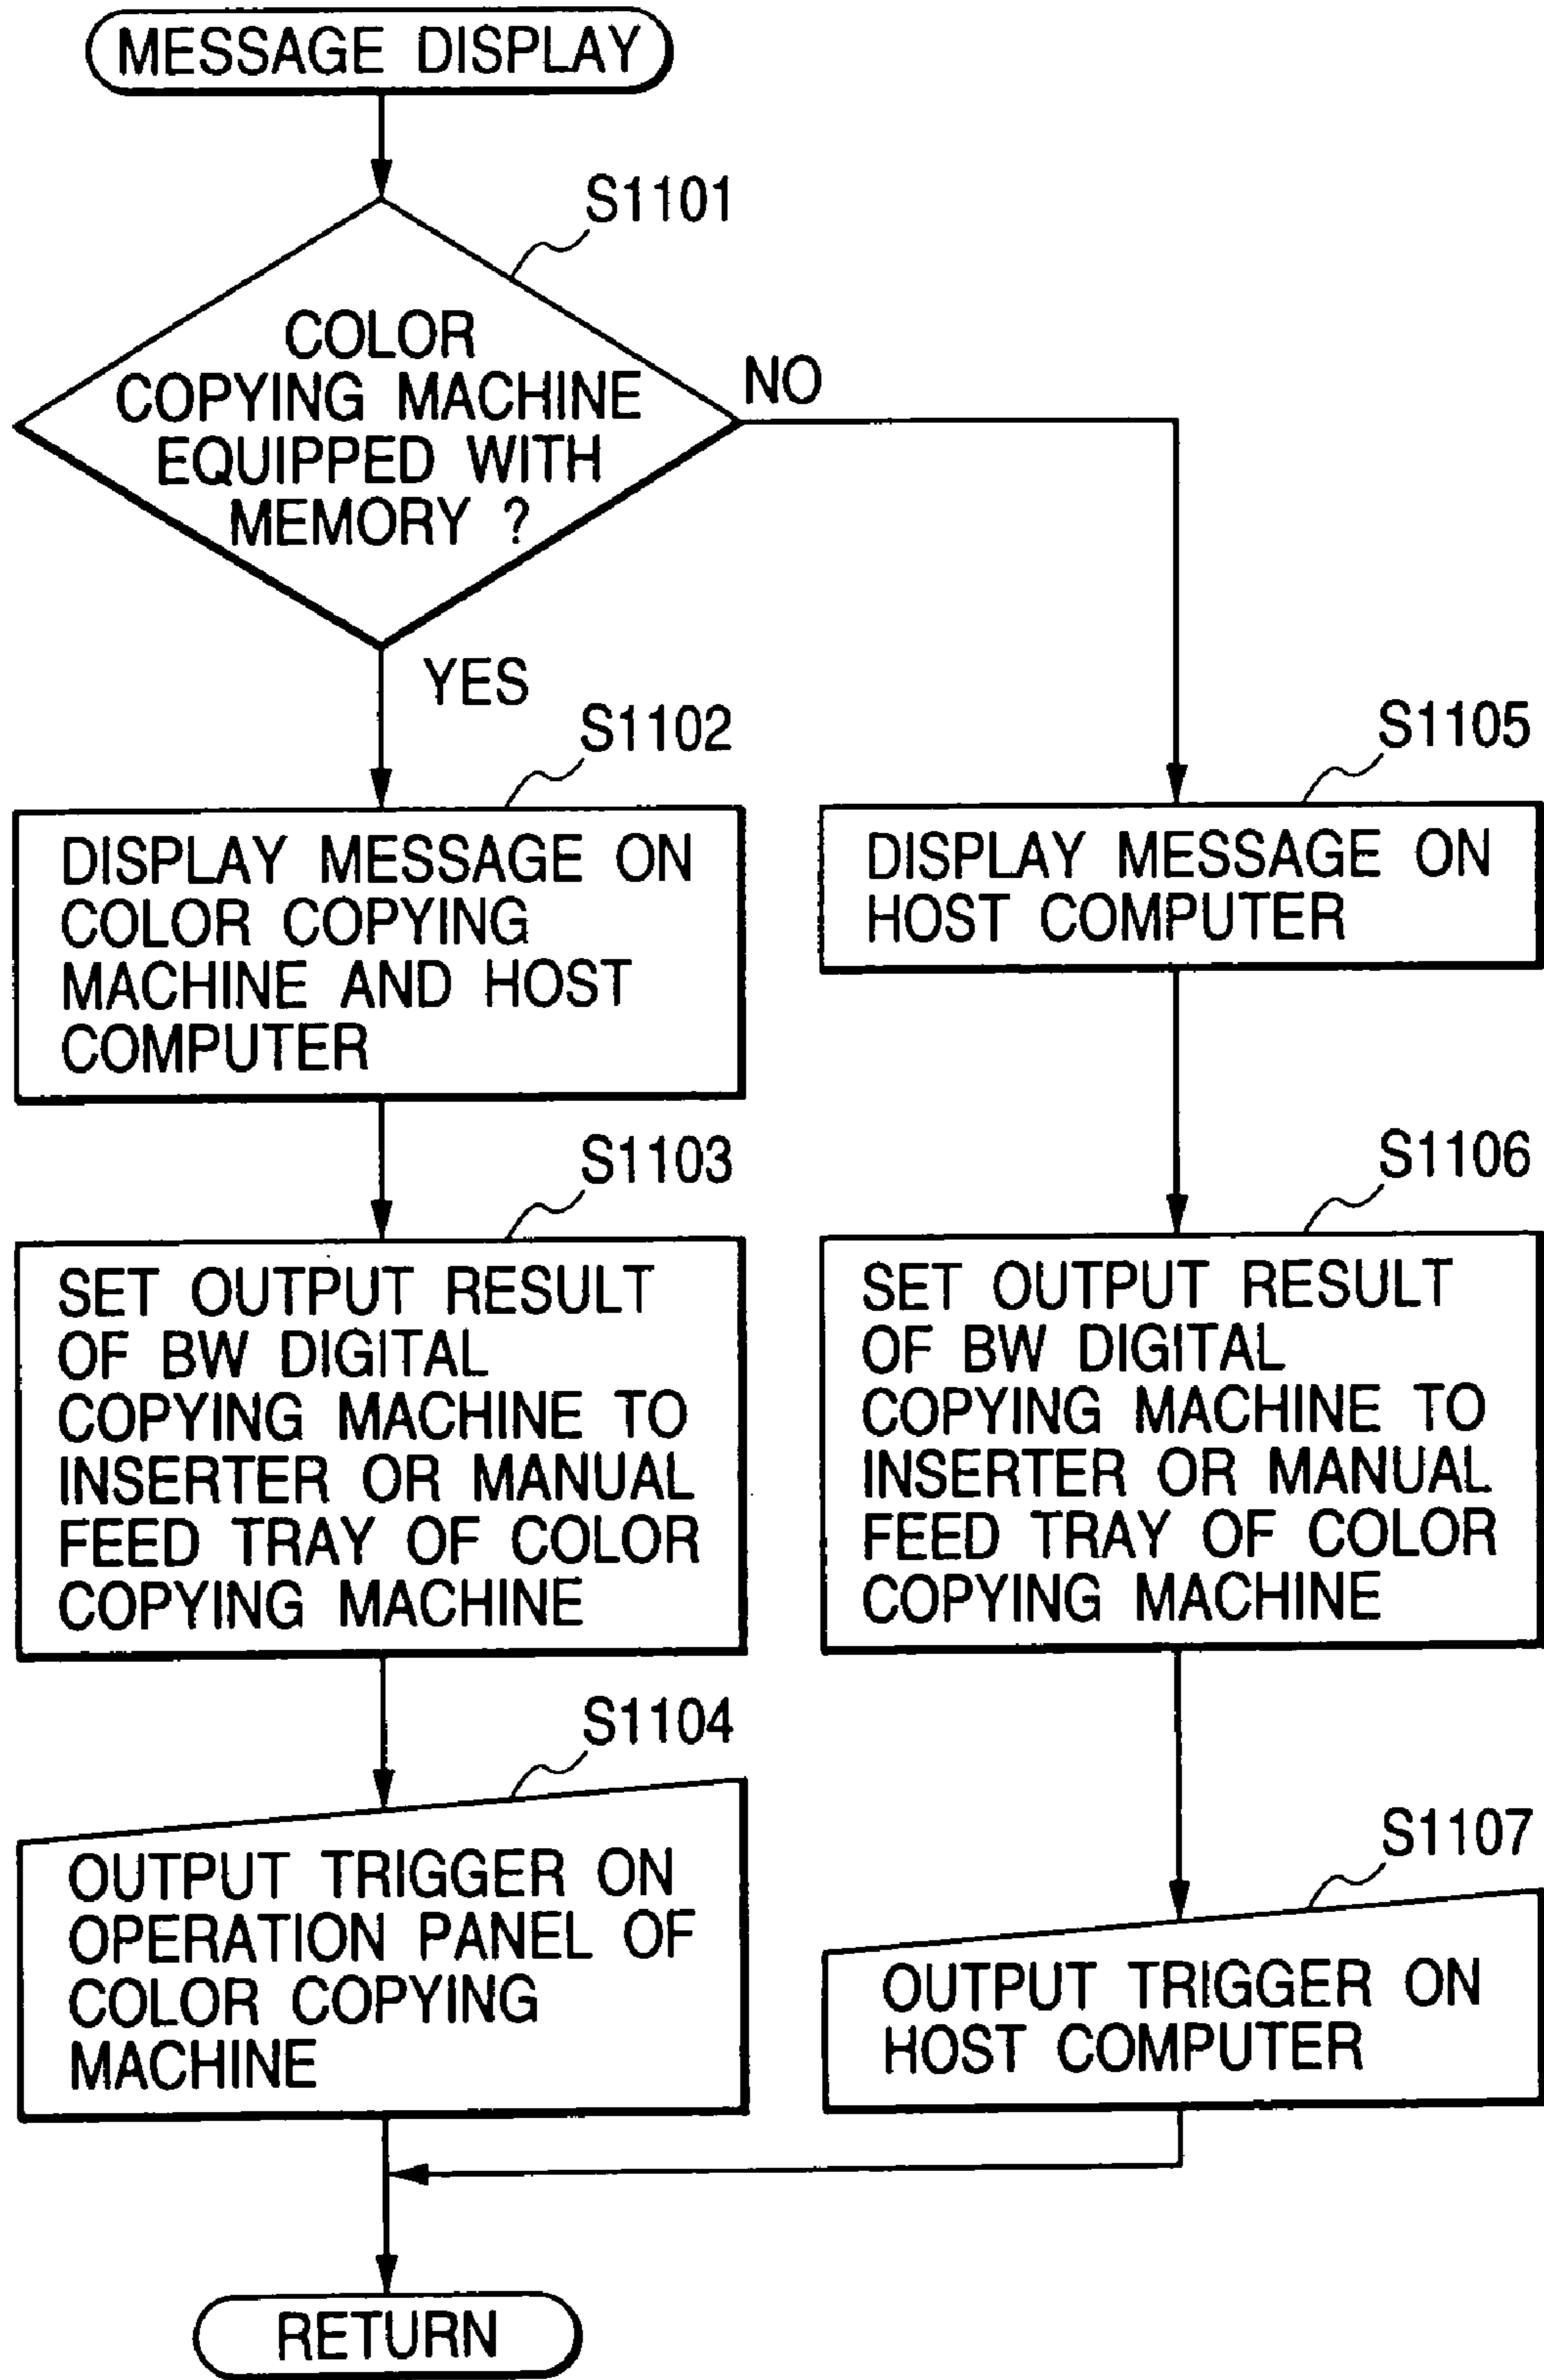 MESSAGE DISPLAY
S1101
COLOR
COPYING MACHINE
EQUIPPED WITH
MEMORY ?
NO
YES
S1102
DISPLAY MESSAGE ON
COLOR COPYING
MACHINE AND HOST
COMPUTER
S1103
SET OUTPUT RESULT
OF BW DIGITAL
COPYING MACHINE TO
INSERTER OR MANUAL
FEED TRAY OF COLOR
COPYING MACHINE
S1104
OUTPUT TRIGGER ON
OPERATION PANEL OF
COLOR COPYING
MACHINE
S1105
DISPLAY MESSAGE ON
HOST COMPUTER
S1106
SET OUTPUT RESULT
OF BW DIGITAL
COPYING MACHINE TO
INSERTER OR MANUAL
FEED TRAY OF COLOR
COPYING MACHINE
S1107
OUTPUT TRIGGER ON
HOST COMPUTER
RETURN